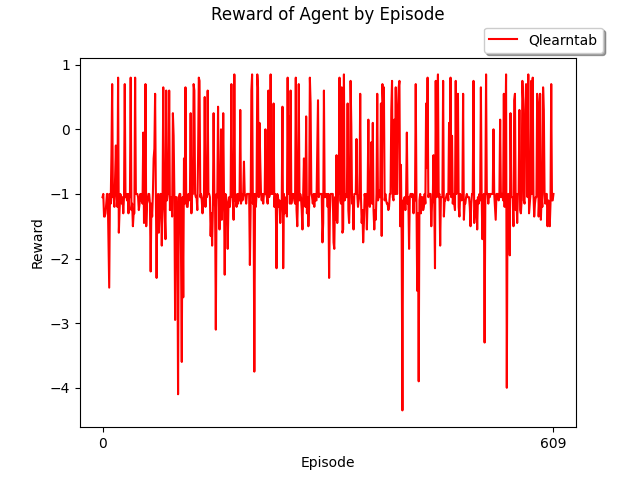 Reward of Agent by Episode
Qlearntab
1
0
−1
−2
−3
−4
Reward
0
609
Episode